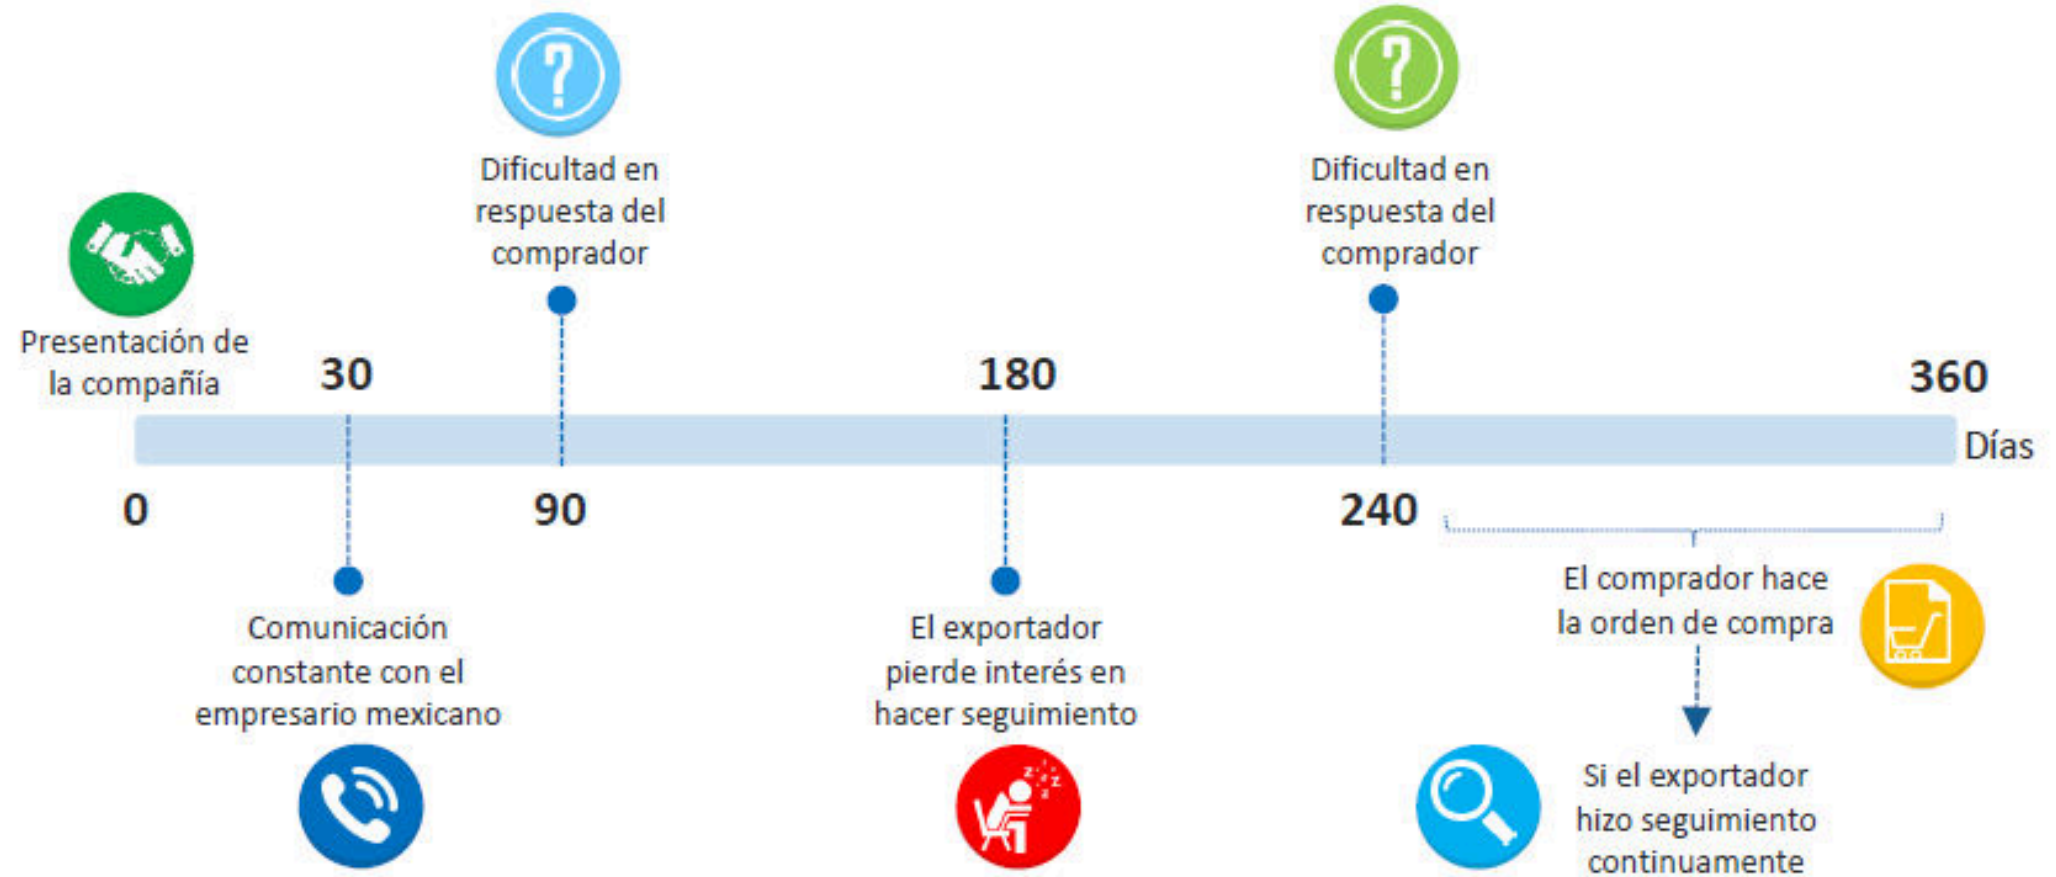 Presentación de
la compañía
0
30
Comunicación
constante con el
empresario mexicano
Dificultad en
respuesta del
comprador
90
180
El exportador
pierde interés en
hacer seguimiento
Dificultad en
respuesta del
comprador
240
360
Días
El comprador hace
la orden de compra
Si el exportador
hizo seguimiento
continuamente